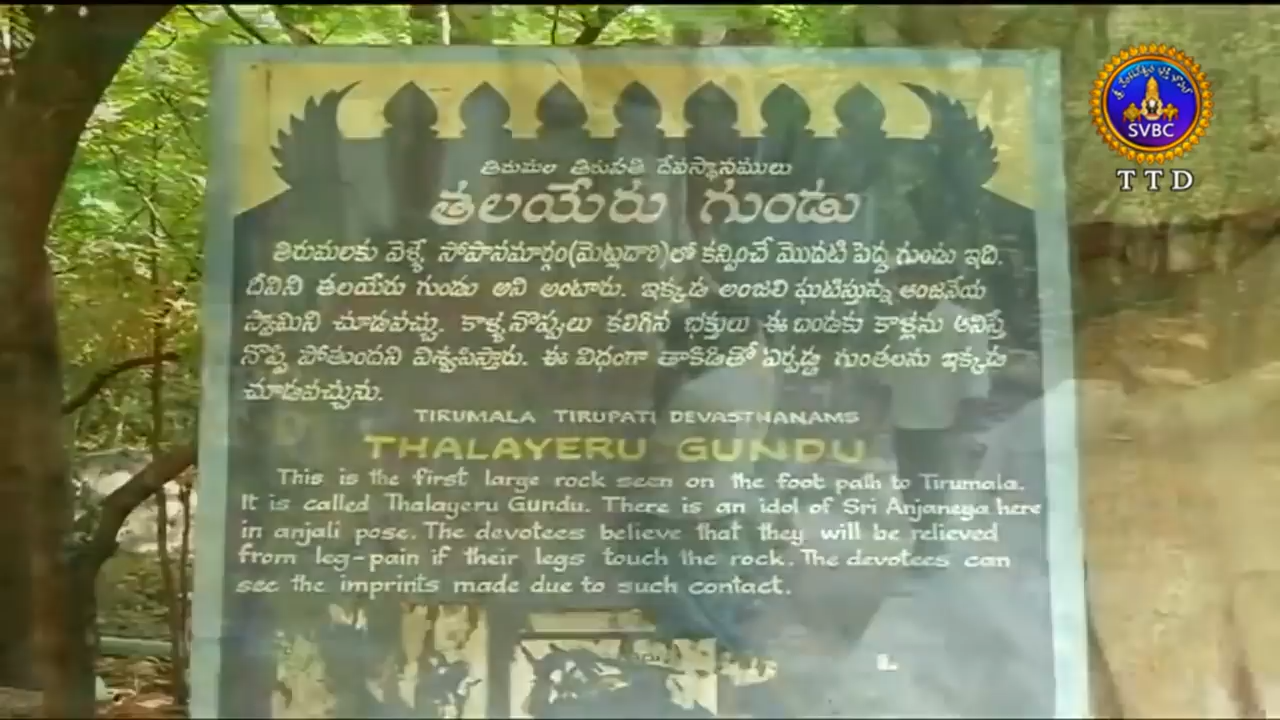 తిరుమల తిరుపతి దేవస్థానములు
తలయేరు గుండు
తిరుమలకు వెళ్ళే సోపానమార్గం(మెట్లదారి)లో కన్పించే మొదటి పెద్ద గుండు ఇది.
దీనిని తలయేరు గుండు అని అంటారు. ఇక్కడ అంజలి ఘటిస్తున్న ఆంజనేయ
స్వామిని చూడవచ్చు. కాళ్ళ నొప్పులు కలిగిన భక్తులు ఈ బండకు కాళ్లను ఆనిస్తే
నొప్పి పోతుందని విశ్వసిస్తారు. ఈ విధంగా తాకిడితో ఏర్పడ్డ గుంతలను ఇక్కడ
చూడవచ్చును.
TIRUMALA TIRUPATI DEVASTHANAMS
THALAYERU GUNDU
This is the first large rock seen on the foot path to Tirumala.
It is called Thalayeru Gundu. There is an idol of Sri Anjaneya here
in anjali pose. The devotees believe that they will be relieved
from leg-pain if their legs touch the rock. The devotees can
see the imprints made due to such contact.
SVBC
TTD